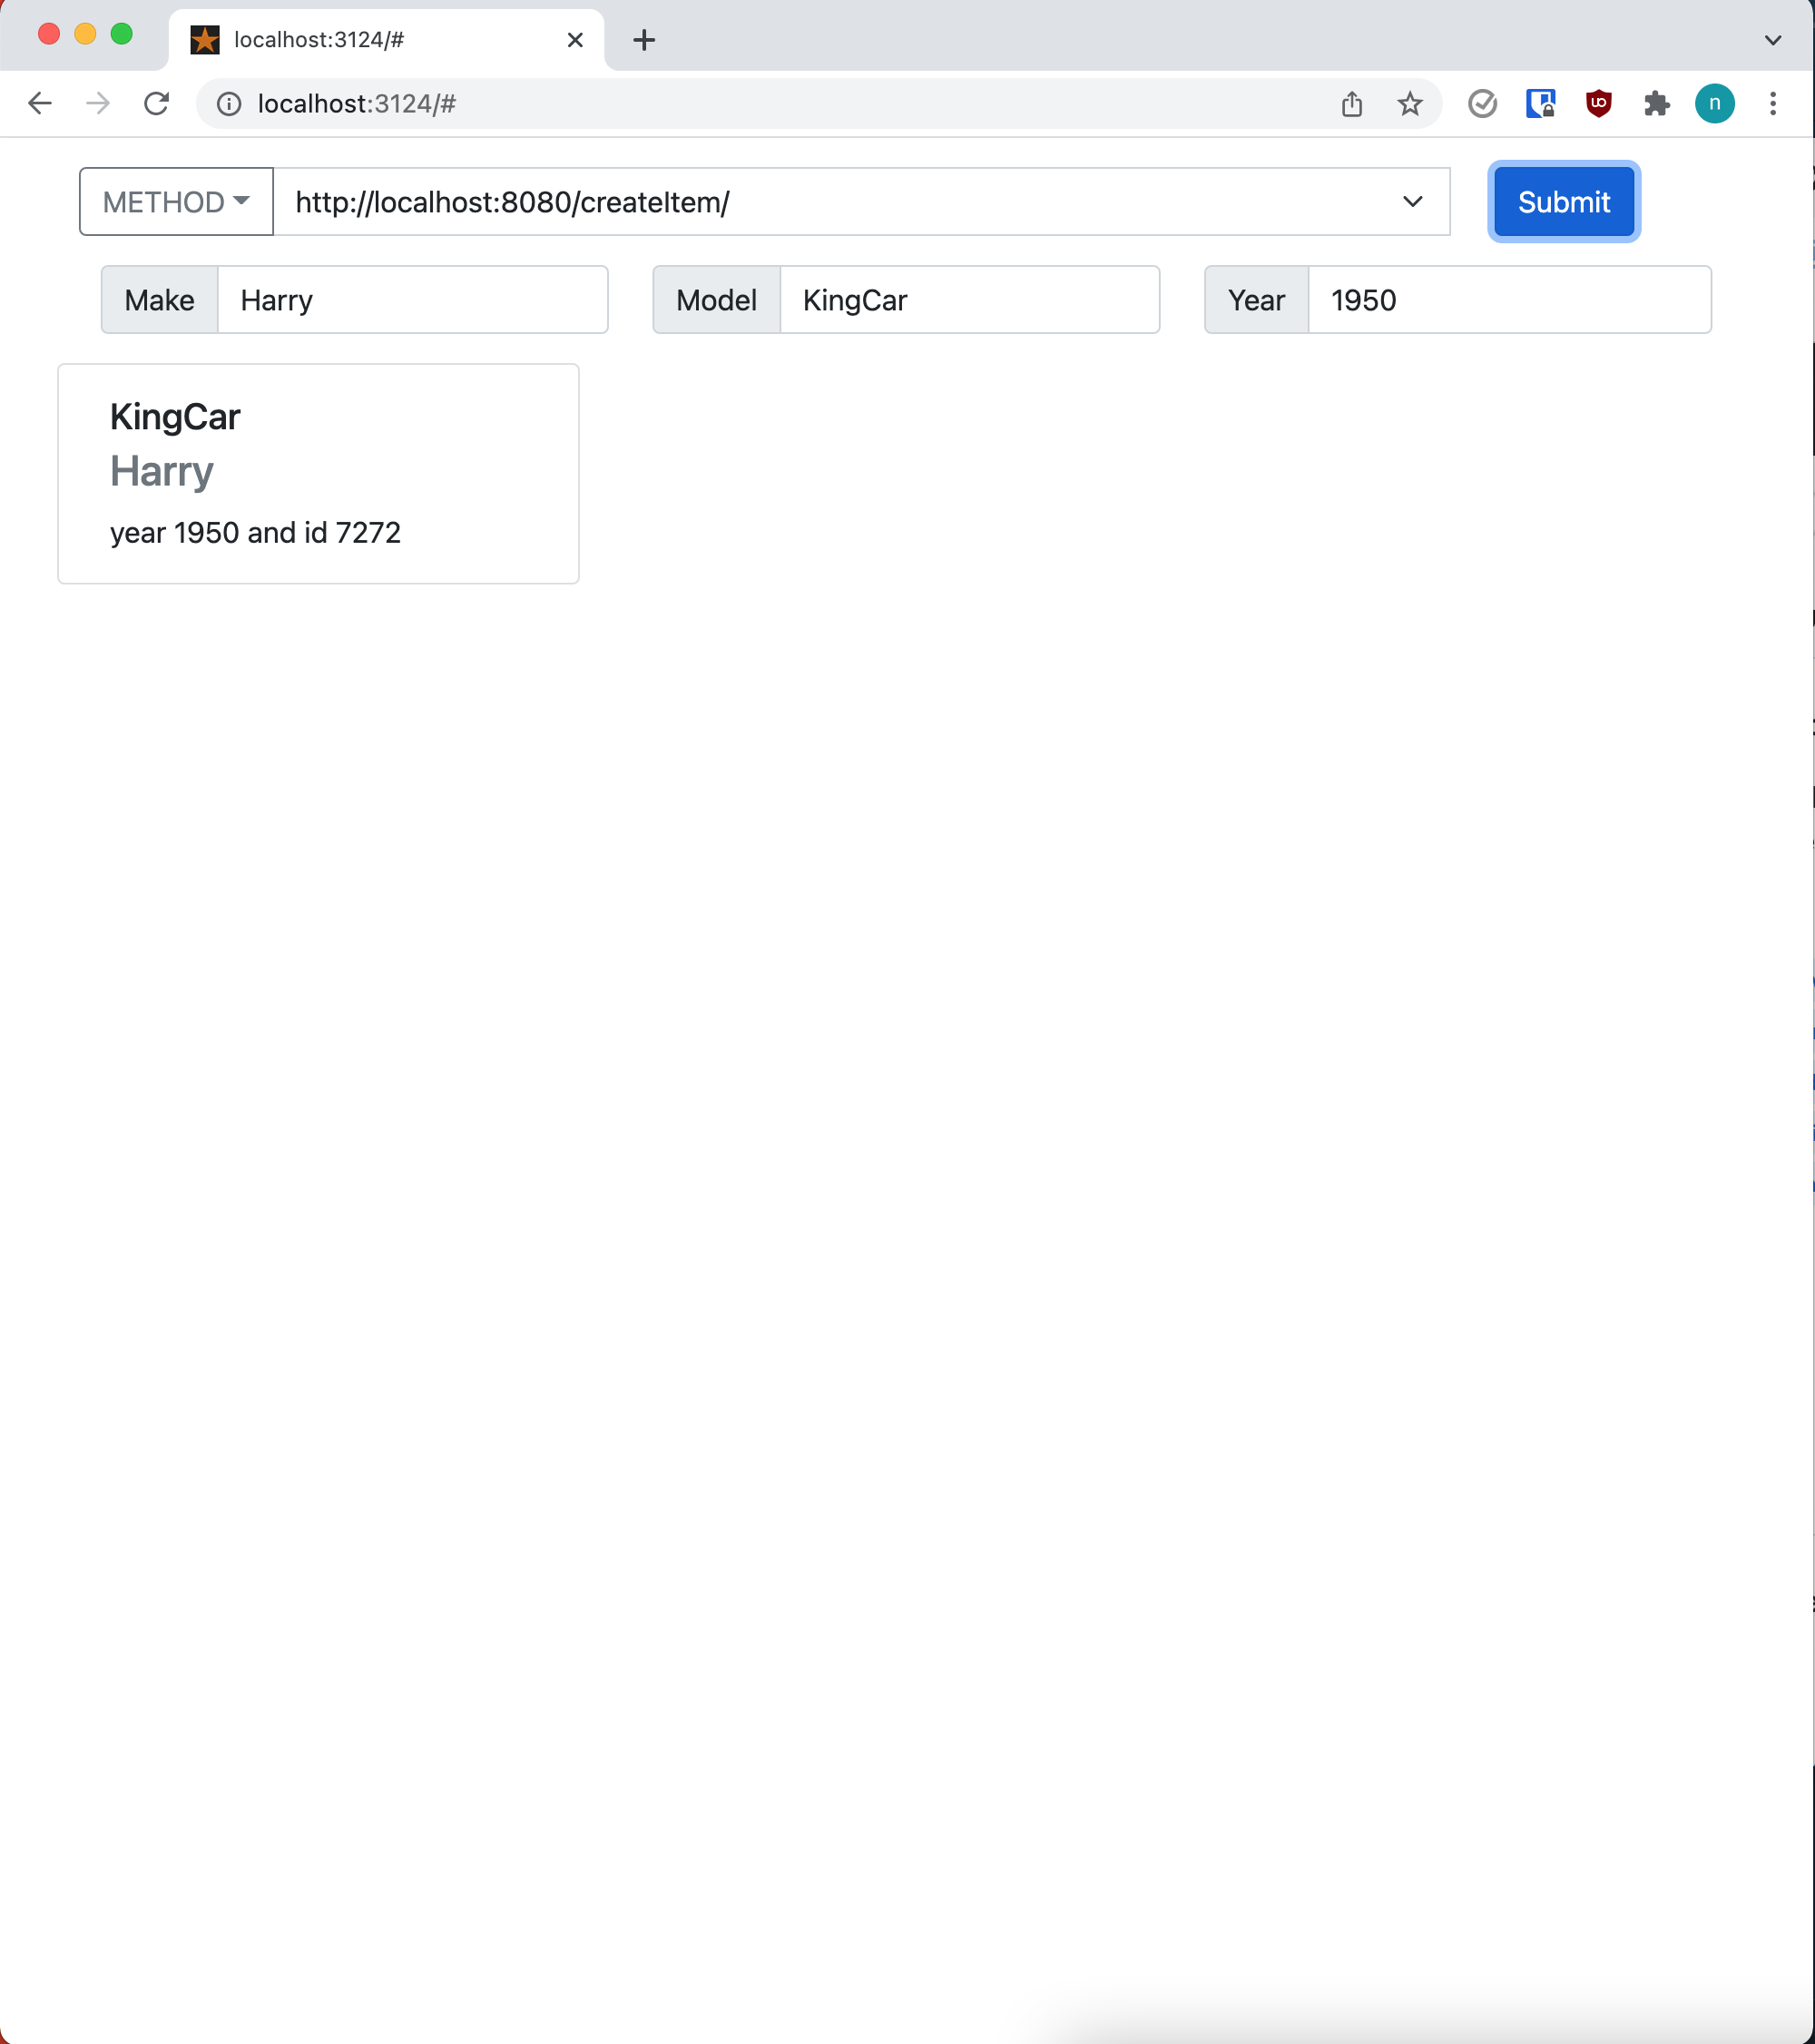 localhost:3124/#
localhost:3124/#
n
METHOD http://localhost:8080/createItem/ Submit
Make Harry Model KingCar Year 1950
KingCar
Harry
year 1950 and id 7272